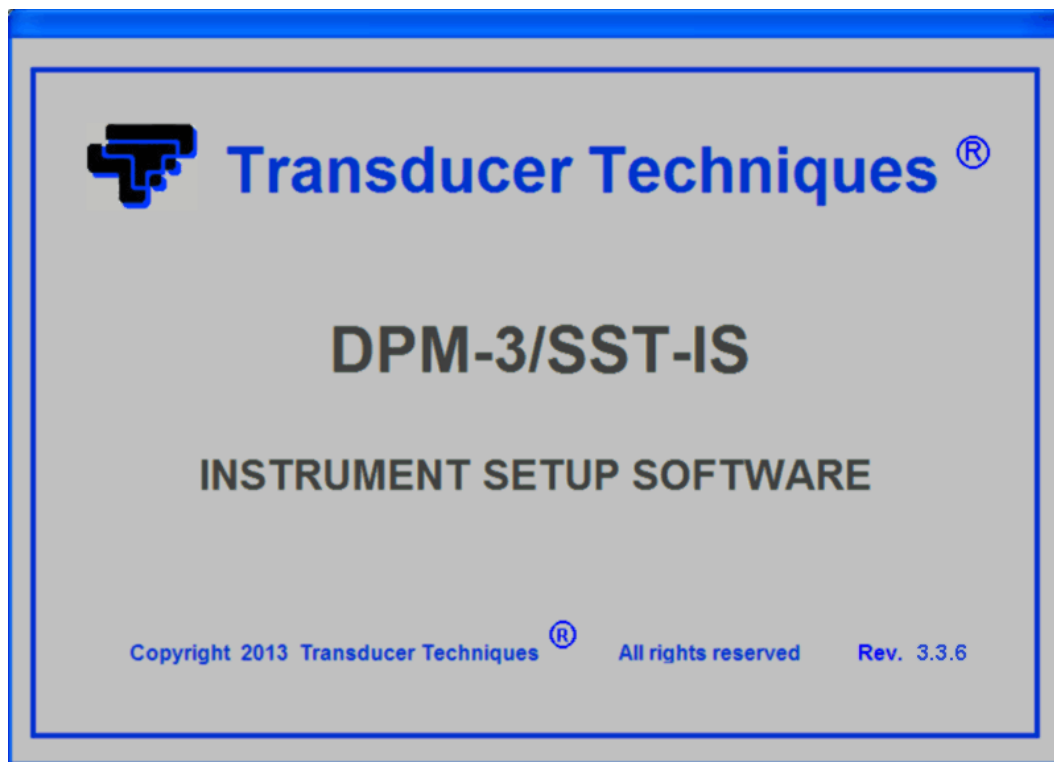 Transducer Techniques ®
DPM-3/SST-IS
INSTRUMENT SETUP SOFTWARE
Copyright 2013 Transducer Techniques ® All rights reserved Rev. 3.3.6